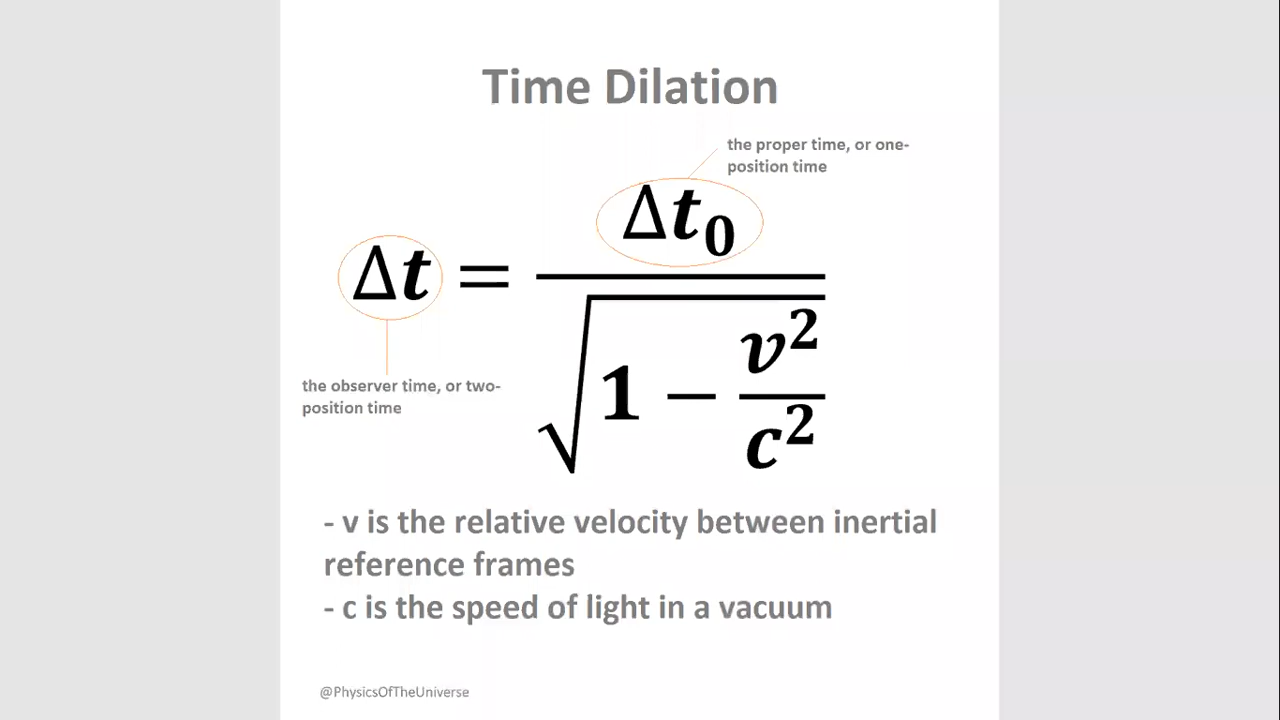 Time Dilation
the proper time, or one-
position time
Δt = Δt₀ / √(1 − v²/c²)
the observer time, or two-
position time
- v is the relative velocity between inertial
reference frames
- c is the speed of light in a vacuum
@PhysicsOfTheUniverse